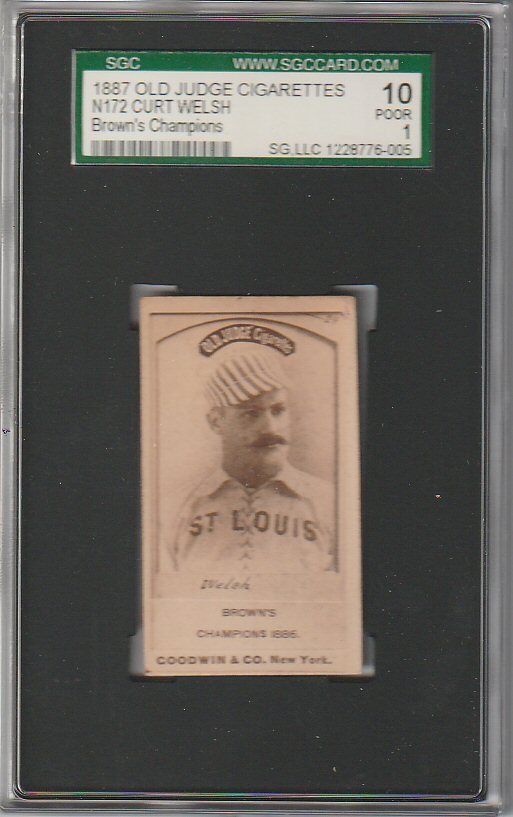 SGC WWW.SGCCARD.COM
1887 OLD JUDGE CIGARETTES
N172 CURT WELSH
Brown's Champions
10
POOR
1
SG,LLC 1228776-005
OLD JUDGE Cigarettes
ST LOUIS
Welsh
BROWN'S
CHAMPIONS 1886.
GOODWIN & CO. New York.